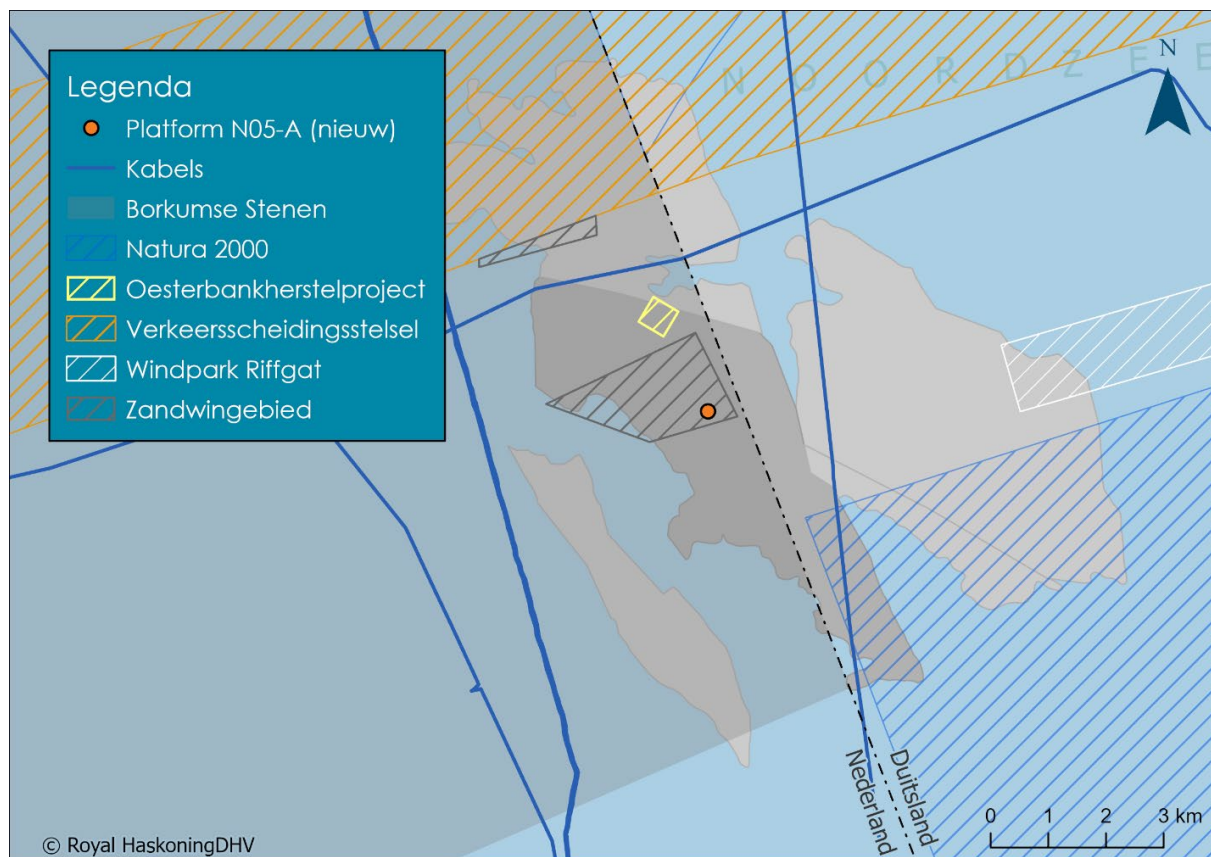 N O O R D Z E E
N
Legenda
Platform N05-A (nieuw)
Kabels
Borkumse Stenen
Natura 2000
Oesterbankherstelproject
Verkeersscheidingsstelsel
Windpark Riffgat
Zandwingebied
Nederland
Duitsland
0 1 2 3 km
© Royal HaskoningDHV